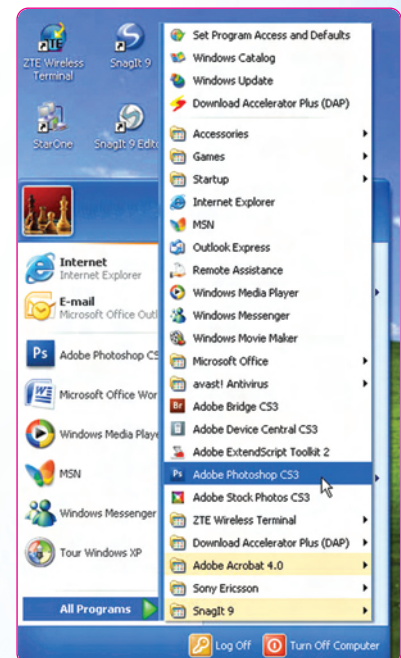 ZTE Wireless
Terminal
SnagIt 9
StarOne
SnagIt 9 Edito
Set Program Access and Defaults
Windows Catalog
Windows Update
Download Accelerator Plus (DAP)
Accessories
Games
Startup
Internet Explorer
MSN
Outlook Express
Remote Assistance
Windows Media Player
Windows Messenger
Windows Movie Maker
Microsoft Office
avast! Antivirus
Br Adobe Bridge CS3
Adobe Device Central CS3
Adobe ExtendScript Toolkit 2
Ps Adobe Photoshop CS3
Adobe Stock Photos CS3
ZTE Wireless Terminal
Download Accelerator Plus (DAP)
Adobe Acrobat 4.0
Sony Ericsson
SnagIt 9
Internet
Internet Explorer
E-mail
Microsoft Office Outl
Ps Adobe Photoshop CS
Microsoft Office Wor
Windows Media Playe
MSN
Windows Messenger
Tour Windows XP
All Programs
Log Off
Turn Off Computer